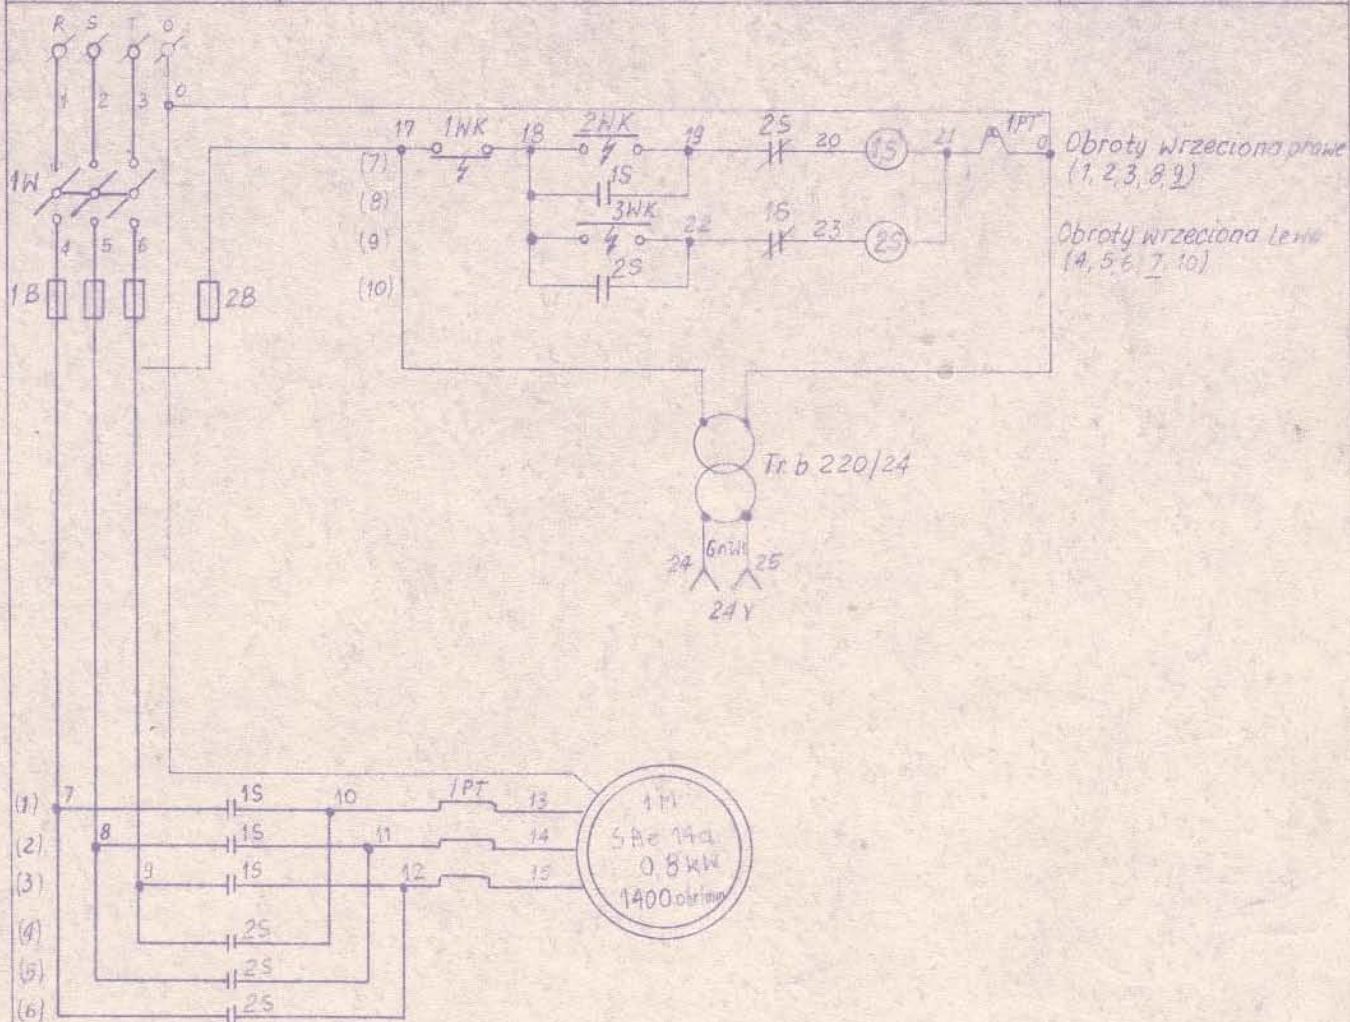 R S T 0
1 2 3 0
1W
4 5 6
1B 2B
17 1WK 18 2WK 19 2S 20 1S 21 1PT 0
Obroty wrzeciona prawe
(1, 2, 3, 8, 9)
(7)
1S
(8)
3WK
(9) 22 1S 23 2S
Obroty wrzeciona lewe
(4, 5, 6, 7, 10)
2S
(10)
Tr. b 220/24
24 25
24V
(1) 7 1S 10 1PT 13
(2) 8 1S 11 14
(3) 9 1S 12 15
(4) 2S
(5) 2S
(6) 2S
1M
0,8 kW
1400 obr/min